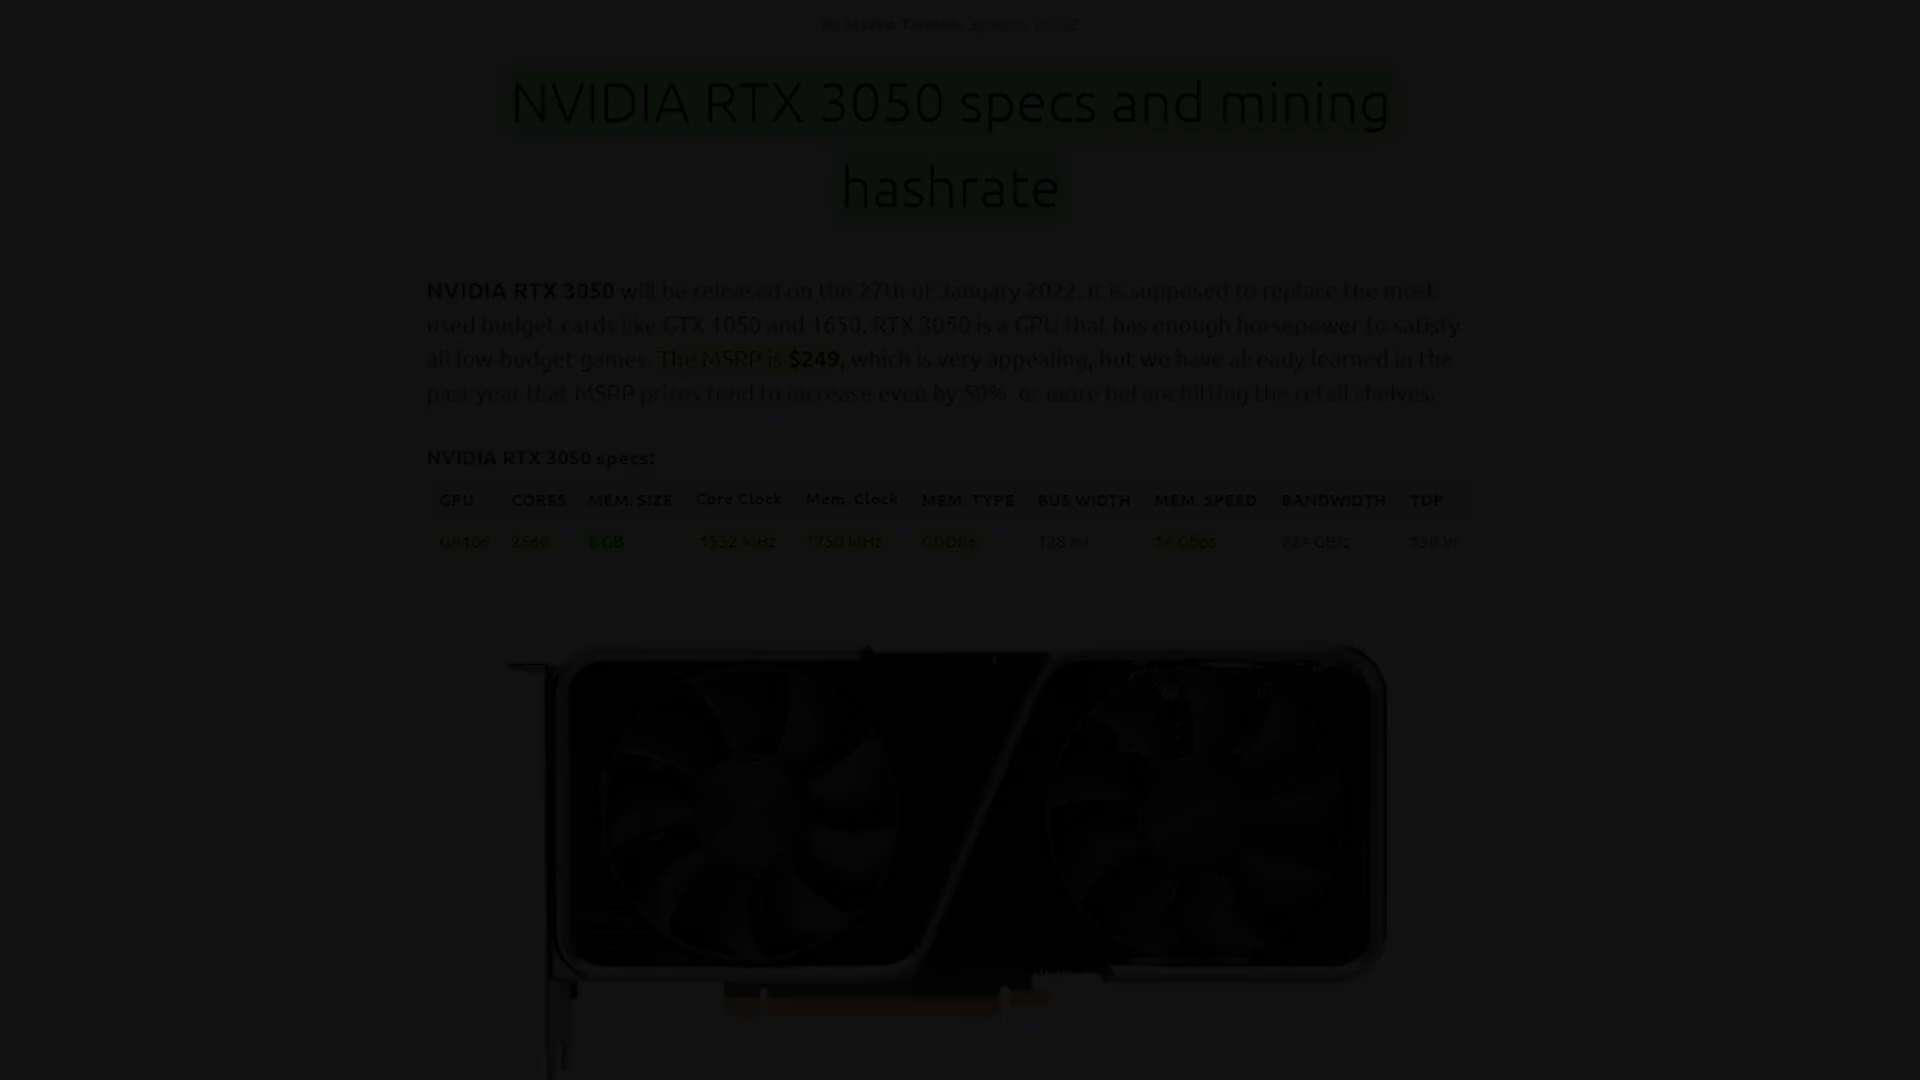 NVIDIA RTX 3050 specs and mining
hashrate
NVIDIA RTX 3050 will be released on the 27th of January 2022. It is supposed to replace the most
used budget cards like GTX 1050 and 1650. RTX 3050 is a GPU that has enough horsepower to satisfy
all low budget games. The MSRP is $249, which is very appealing, but we have already learned in the
past year that MSRP prices tend to increase even by 50% or more before hitting the retail shelves.
NVIDIA RTX 3050 specs:
GPU CORES MEM. SIZE Core Clock Mem. Clock MEM. TYPE BUS WIDTH MEM. SPEED BANDWIDTH TDP
GA106 2560 8 GB 1552 MHz 1750 MHz GDDR6 128 bit 14 Gbps 224 GB/s 130 W